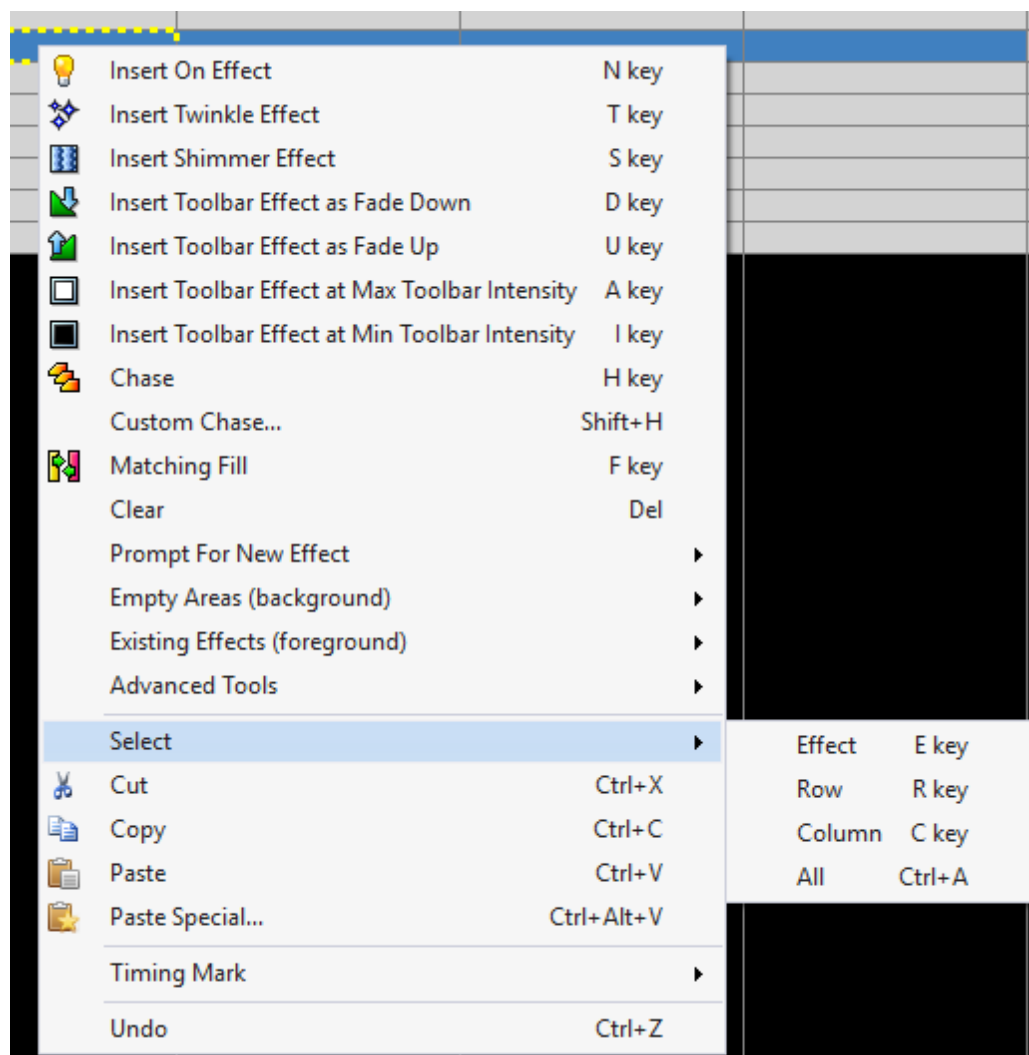 Insert On Effect N key
Insert Twinkle Effect T key
Insert Shimmer Effect S key
Insert Toolbar Effect as Fade Down D key
Insert Toolbar Effect as Fade Up U key
Insert Toolbar Effect at Max Toolbar Intensity A key
Insert Toolbar Effect at Min Toolbar Intensity I key
Chase H key
Custom Chase... Shift+H
Matching Fill F key
Clear Del
Prompt For New Effect
Empty Areas (background)
Existing Effects (foreground)
Advanced Tools
Select
Cut Ctrl+X
Copy Ctrl+C
Paste Ctrl+V
Paste Special... Ctrl+Alt+V
Timing Mark
Undo Ctrl+Z
Effect E key
Row R key
Column C key
All Ctrl+A